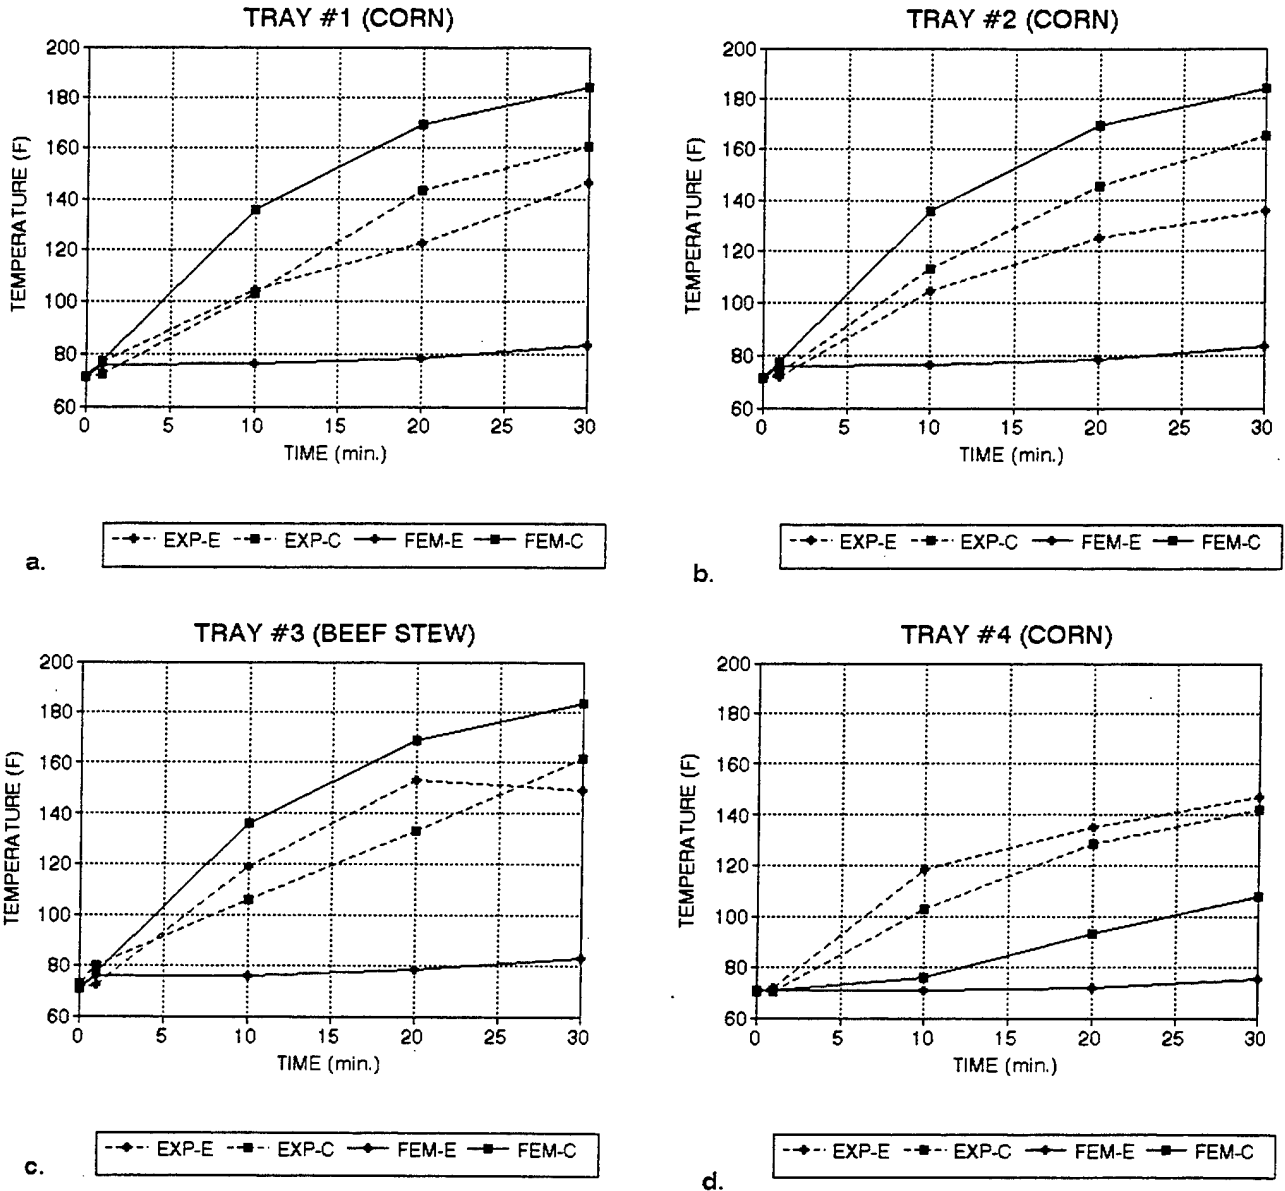 TRAY #1 (CORN)
200
180
160
140
120
100
80
60
TEMPERATURE (F)
0 5 10 15 20 25 30
TIME (min.)
EXP-E EXP-C FEM-E FEM-C
a.
TRAY #2 (CORN)
200
180
160
140
120
100
80
60
TEMPERATURE (F)
0 5 10 15 20 25 30
TIME (min.)
EXP-E EXP-C FEM-E FEM-C
b.
TRAY #3 (BEEF STEW)
200
180
160
140
120
100
80
60
TEMPERATURE (F)
0 5 10 15 20 25 30
TIME (min.)
EXP-E EXP-C FEM-E FEM-C
c.
TRAY #4 (CORN)
200
180
160
140
120
100
80
60
TEMPERATURE (F)
0 5 10 15 20 25 30
TIME (min.)
EXP-E EXP-C FEM-E FEM-C
d.